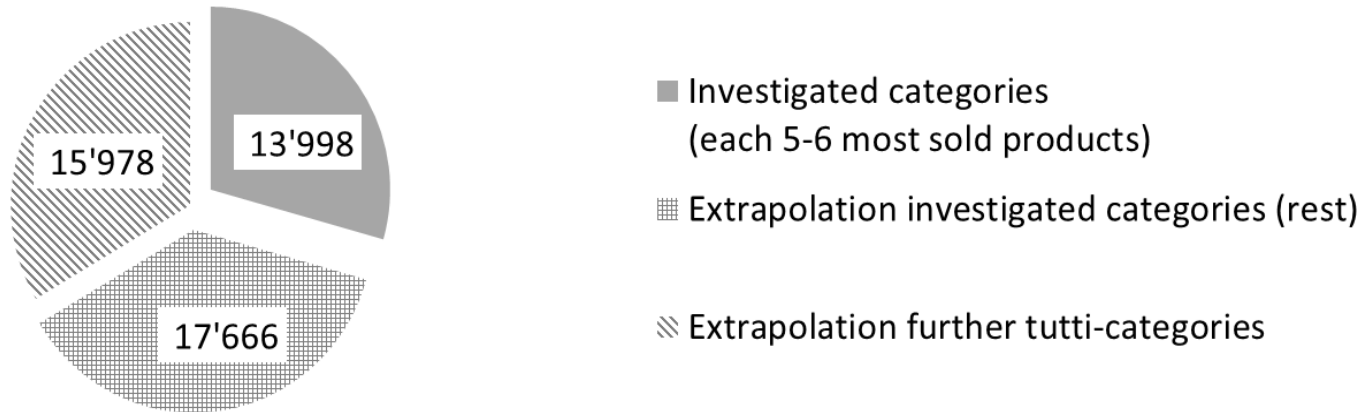 13'998
15'978
17'666
Investigated categories
(each 5-6 most sold products)
Extrapolation investigated categories (rest)
Extrapolation further tutti-categories